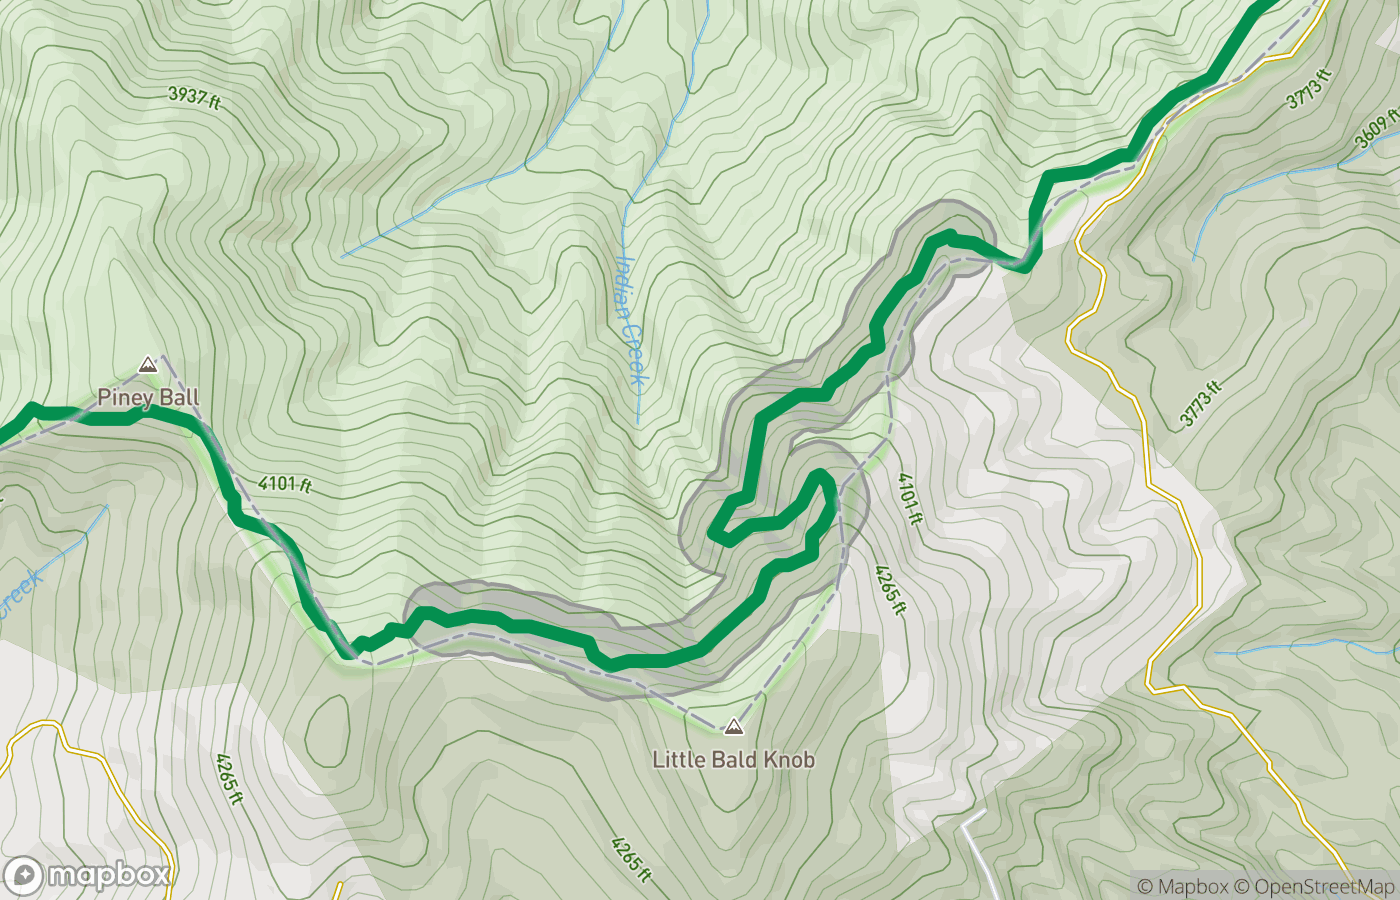 3937 ft
3773 ft
3609 ft
Indian Creek
Piney Ball
3773 ft
4101 ft
4101 ft
Creek
4265 ft
Little Bald Knob
4265 ft
4265 ft
mapbox
© Mapbox © OpenStreetMap